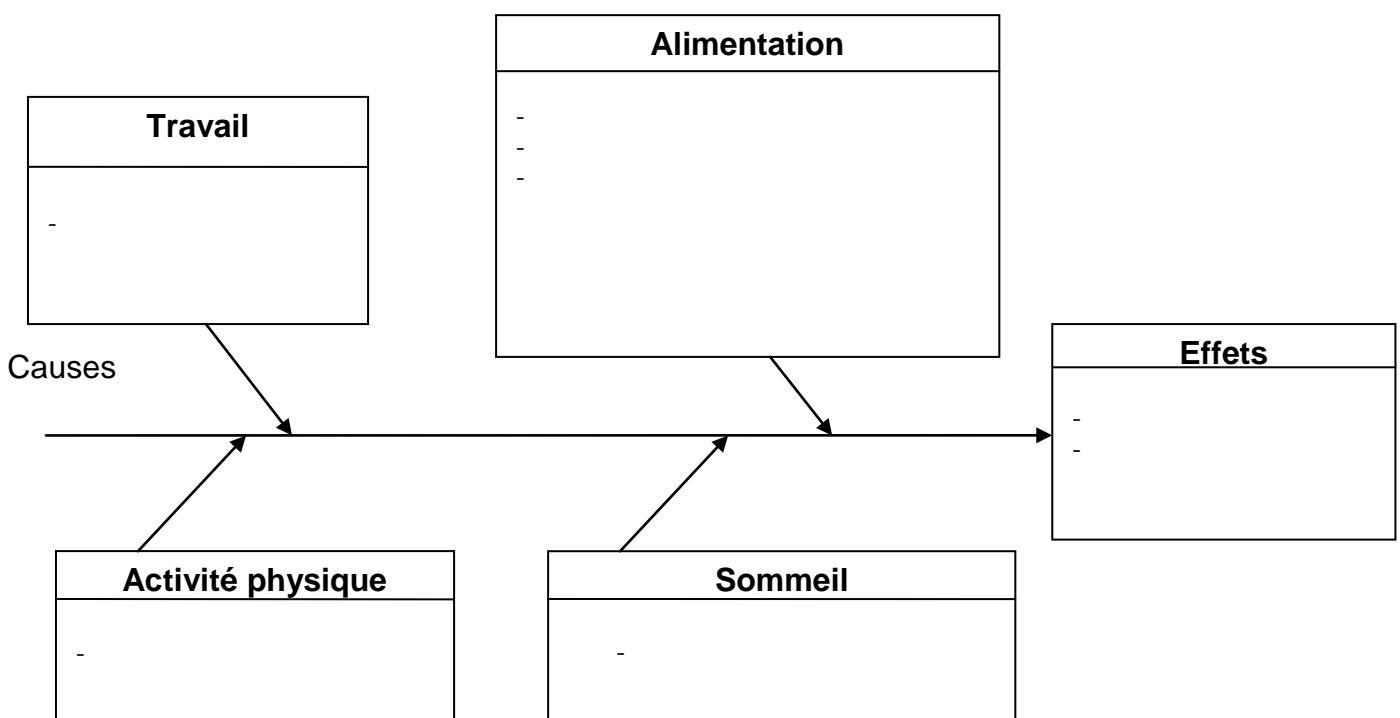 Alimentation
-
-
-
Travail
-
Causes
Effets
-
-
Activité physique
-
Sommeil
-